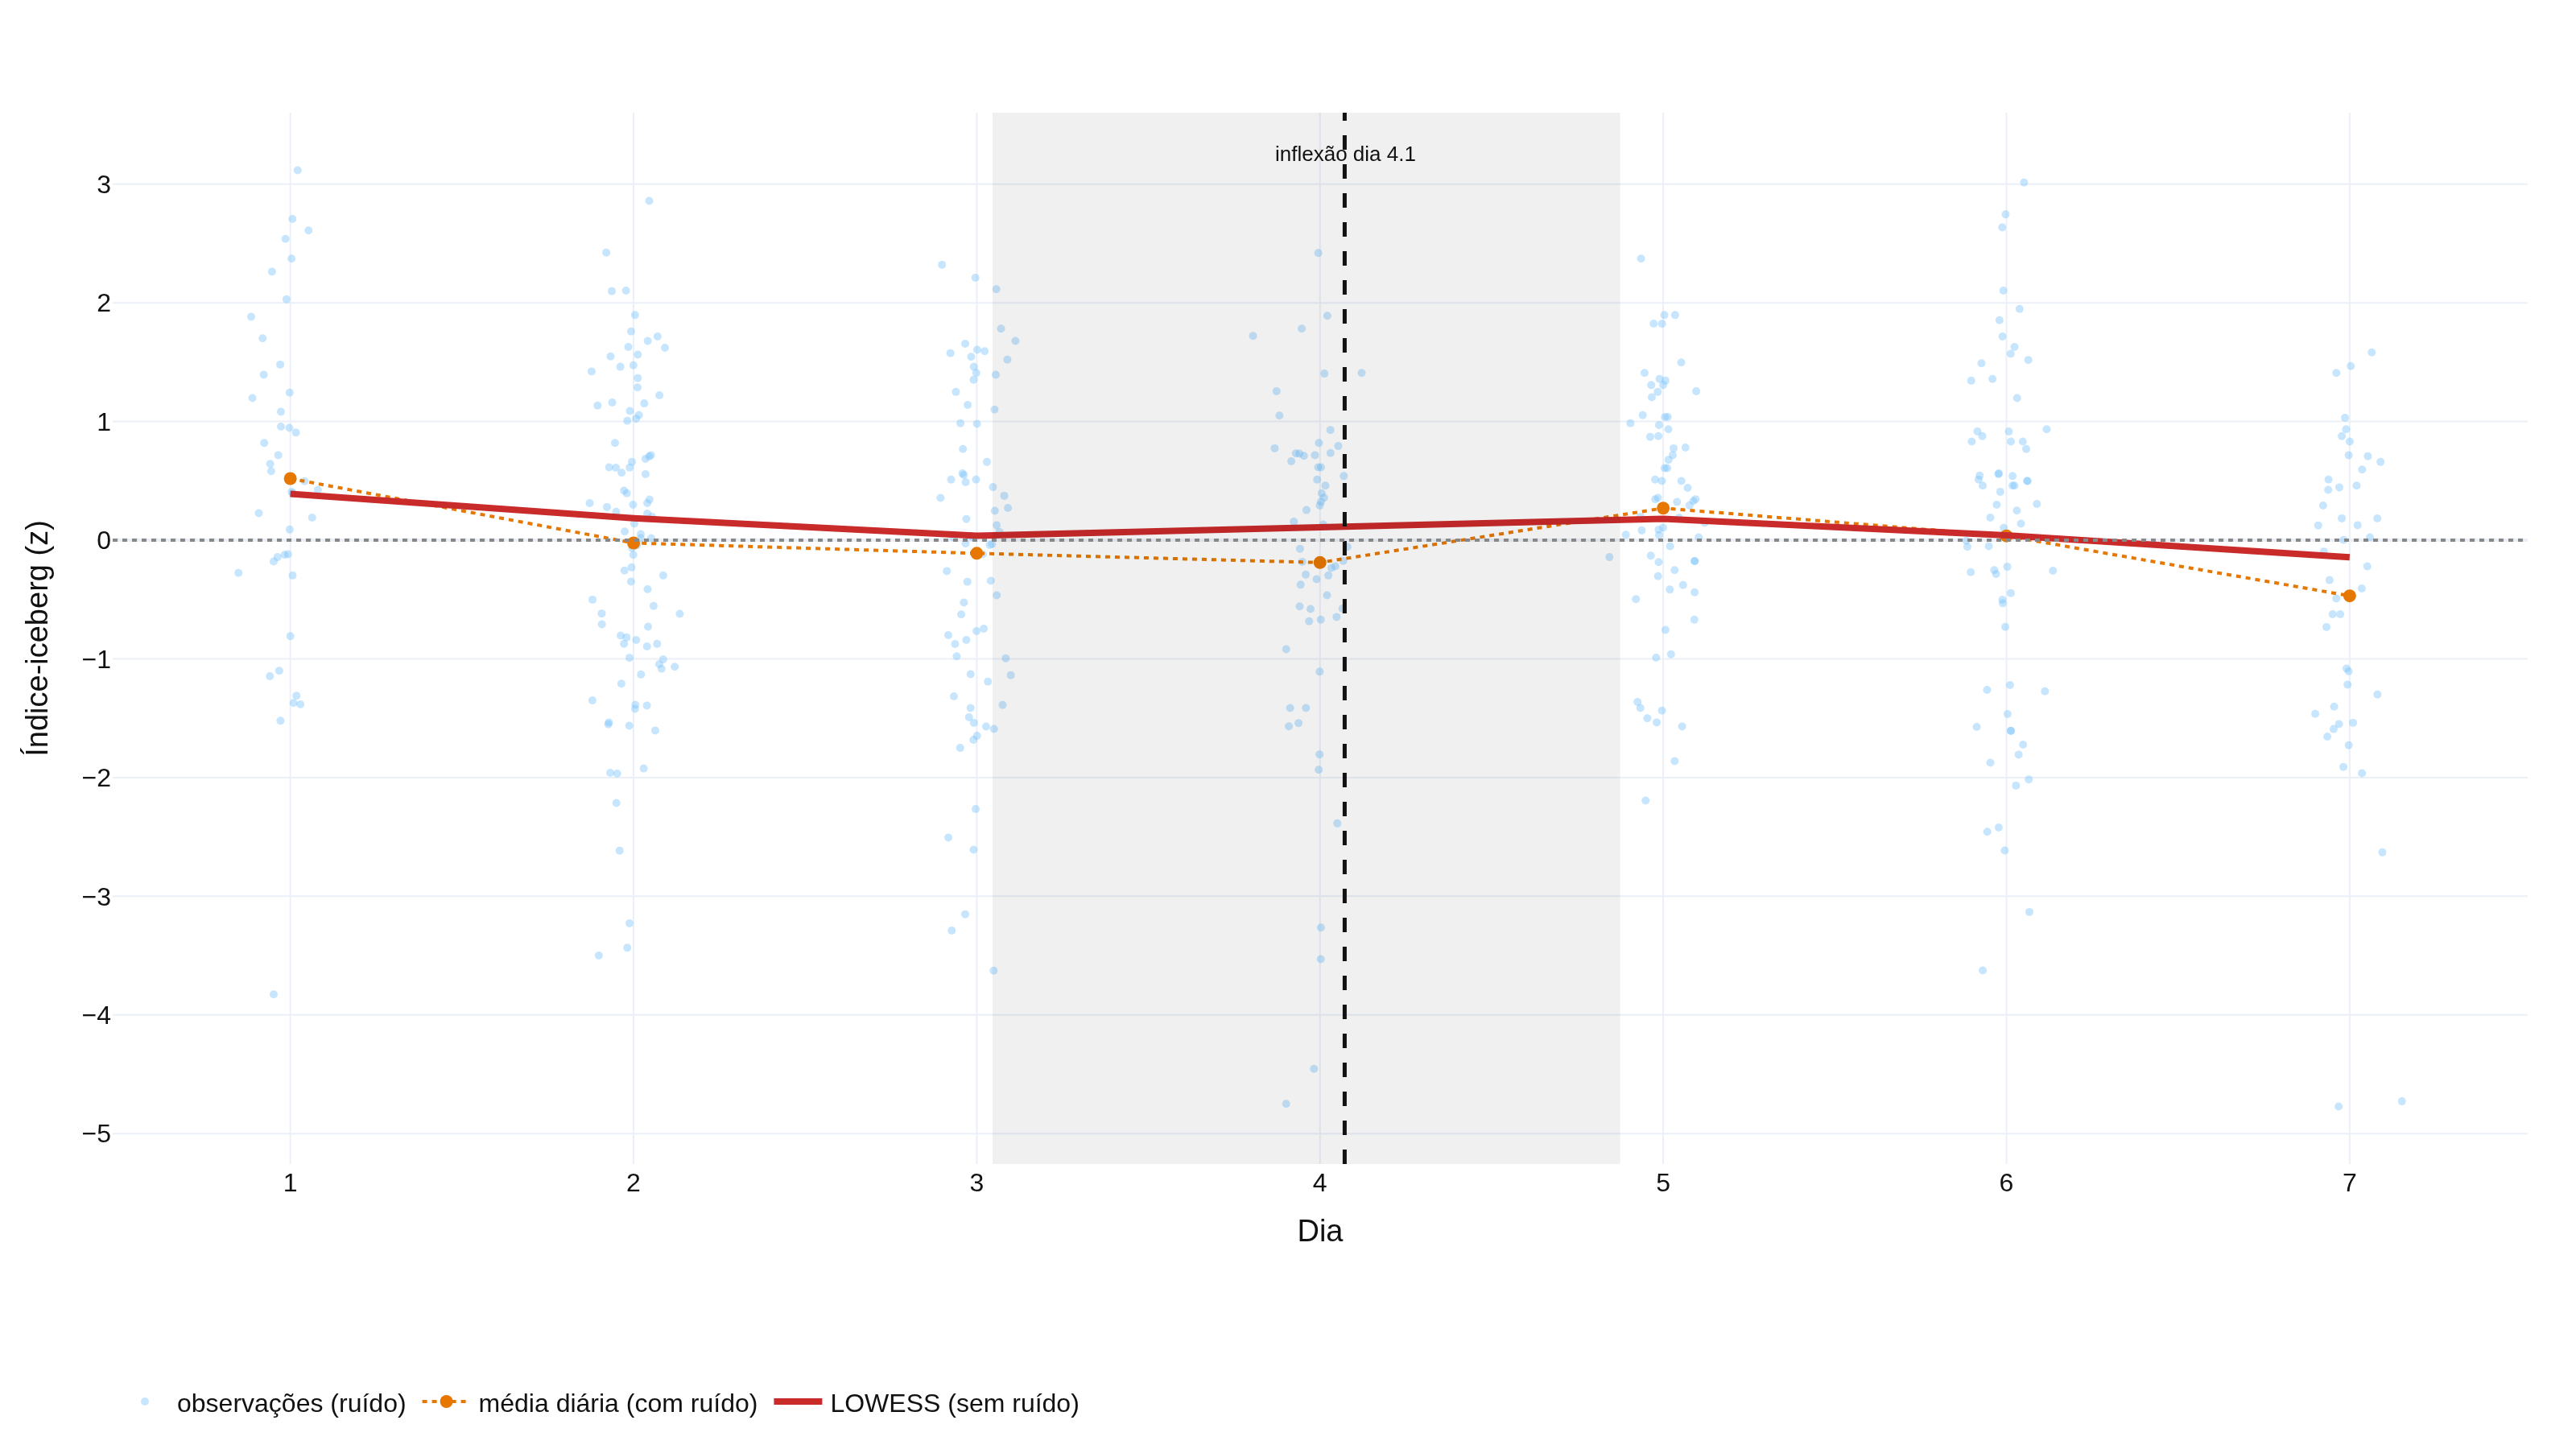 inflexão dia 4.1
3
2
1
0
−1
−2
−3
−4
−5
Índice-iceberg (z)
1 2 3 4 5 6 7
Dia
observações (ruído) média diária (com ruído) LOWESS (sem ruído)